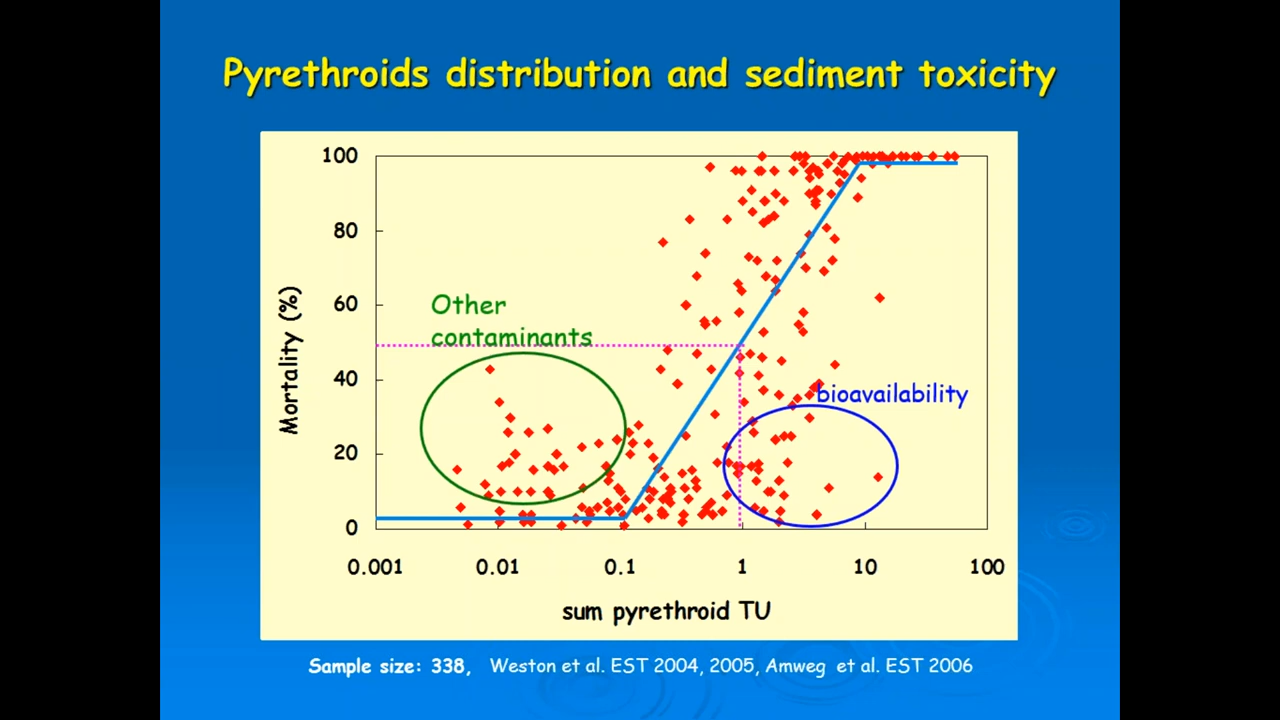 Pyrethroids distribution and sediment toxicity
100
80
60
40
20
0
Mortality (%)
Other
contaminants
bioavailability
0.001 0.01 0.1 1 10 100
sum pyrethroid TU
Sample size: 338, Weston et al. EST 2004, 2005, Amweg et al. EST 2006